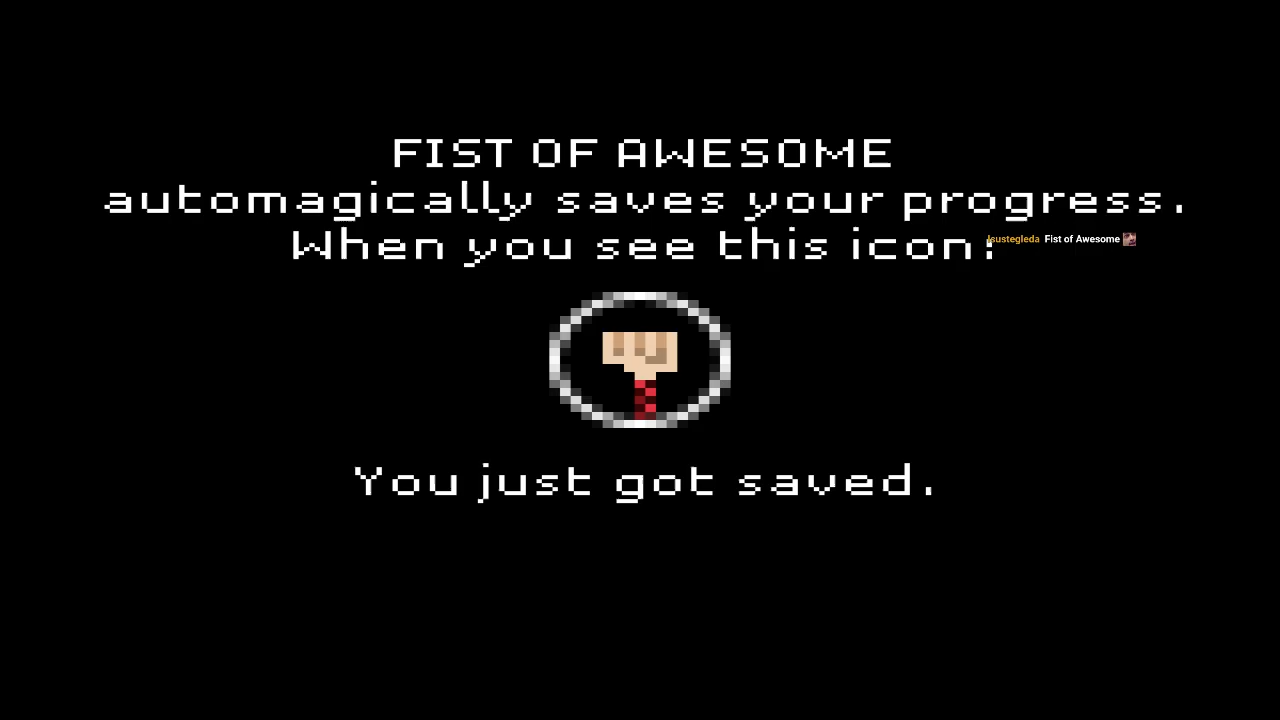 FIST OF AWESOME
automagically saves your progress.
When you see this icon:
Fist of Awesome
You just got saved.